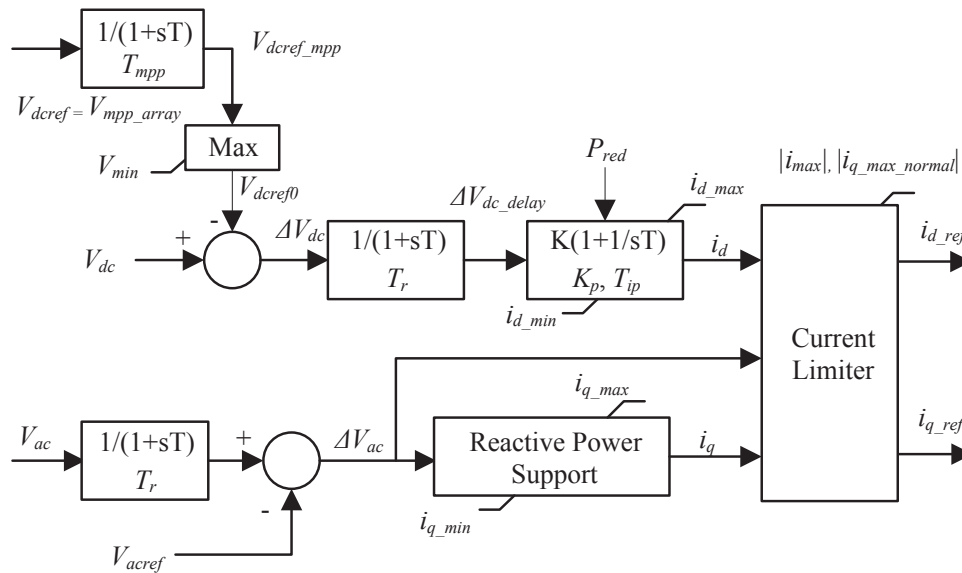 1/(1+sT)
T_mpp
V_dcref_mpp
V_dcref = V_mpp_array
Max
V_min
V_dcref0
P_red
|i_max|, |i_q_max_normal|
i_d_max
-
+
V_dc
ΔV_dc
1/(1+sT)
T_r
ΔV_dc_delay
K(1+1/sT)
K_p, T_ip
i_d
i_d_min
i_d_ref
Current
Limiter
i_q_max
V_ac
1/(1+sT)
T_r
+
-
ΔV_ac
Reactive Power
Support
i_q
i_q_ref
i_q_min
V_acref